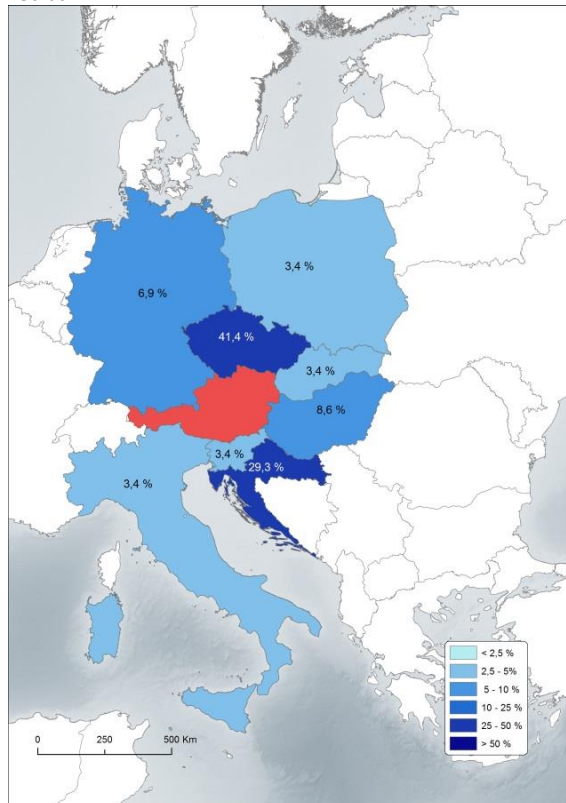 3,4 %
6,9 %
41,4 %
3,4 %
8,6 %
3,4 %
29,3 %
3,4 %
< 2,5 %
2,5 - 5%
5 - 10 %
10 - 25 %
25 - 50 %
> 50 %
0 250 500 Km